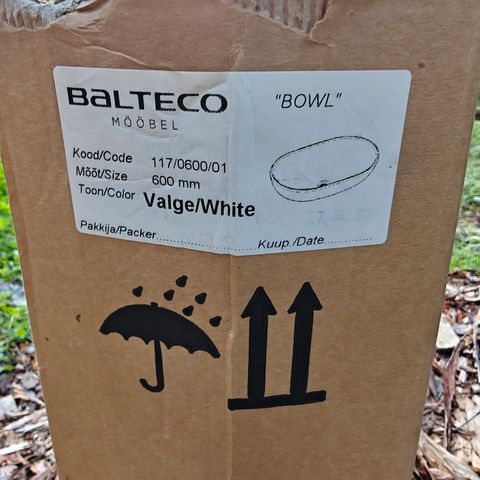 BALTECO
MÖÖBEL
"BOWL"
Kood/Code 117/0600/01
Mõõt/Size 600 mm
Toon/Color Valge/White
Pakkija/Packer
Kuup./Date